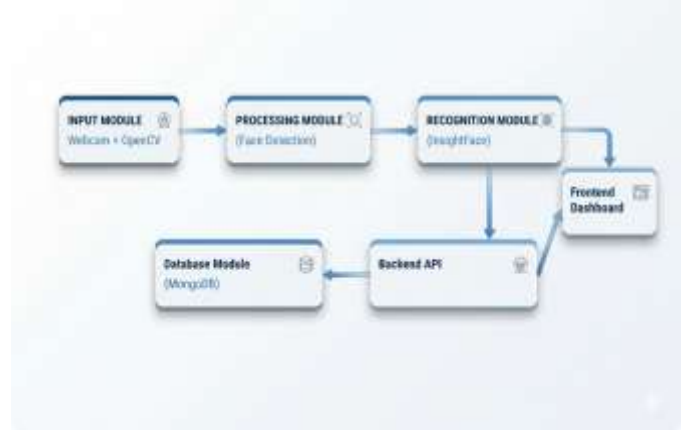 INPUT MODULE
Webcam + OpenCV
PROCESSING MODULE
(Face Detection)
RECOGNITION MODULE
(InsightFace)
Frontend
Dashboard
Database Module
(MongoDB)
Backend API